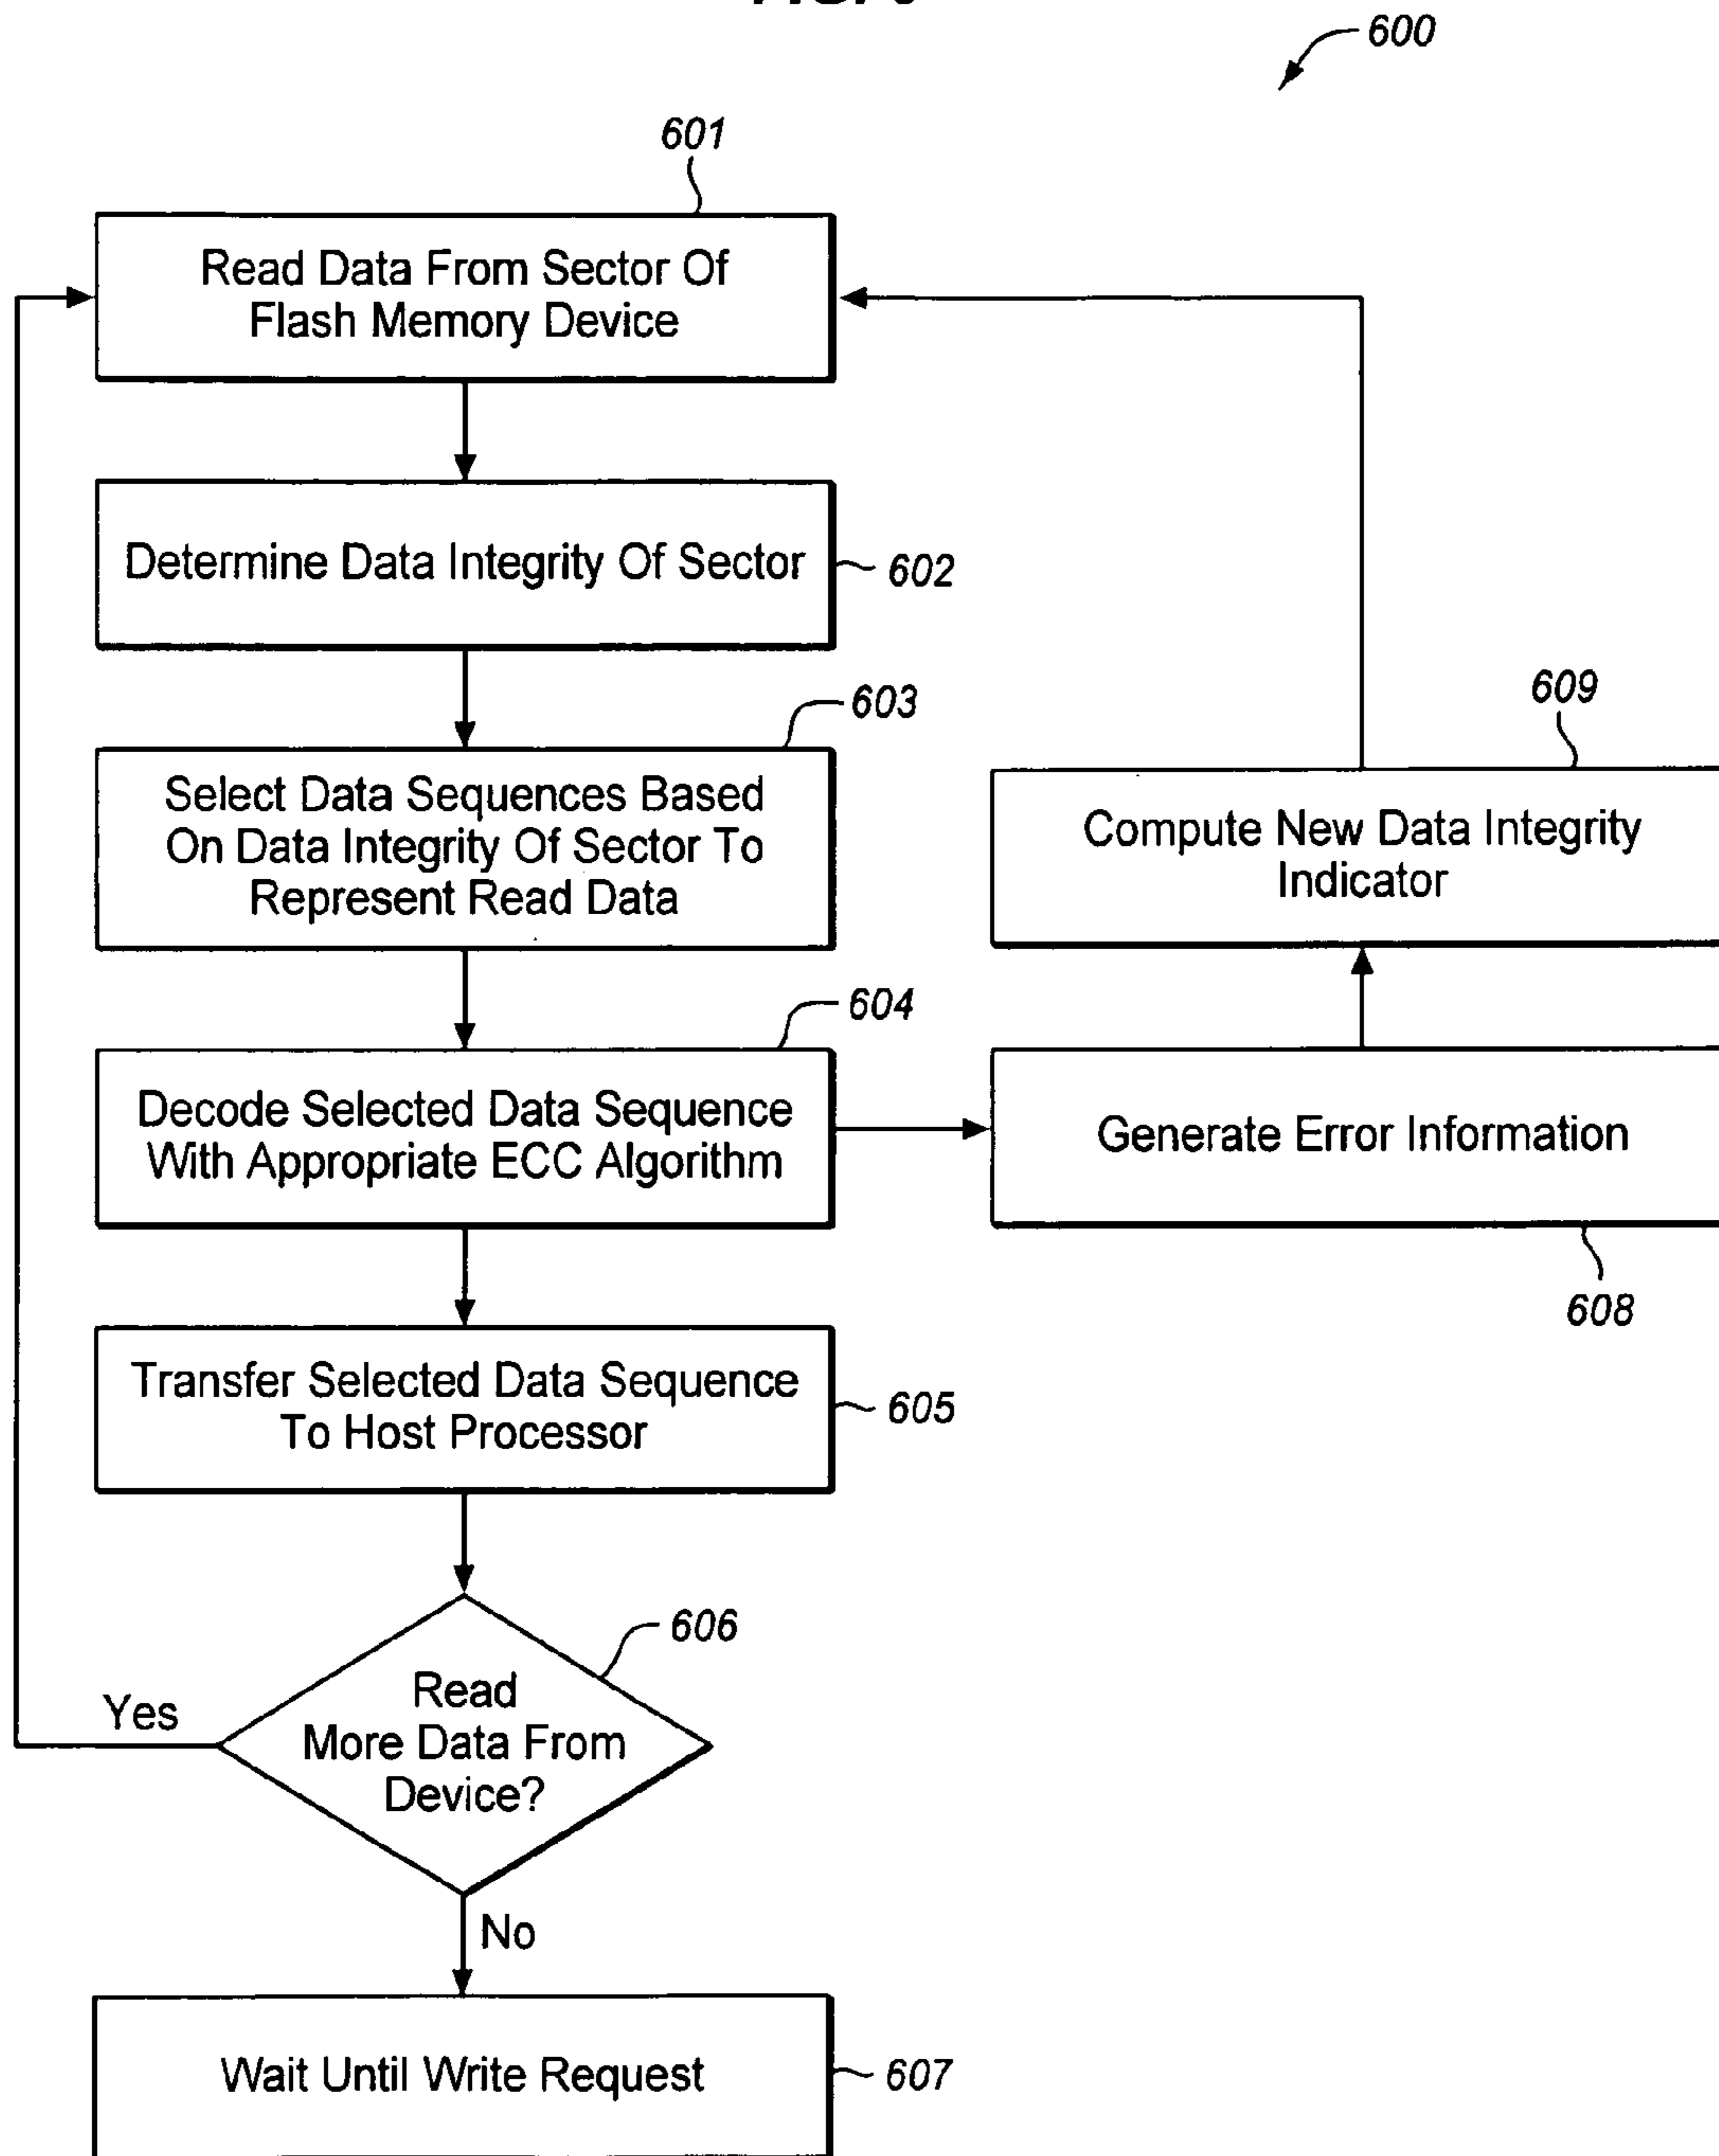 600
601
Read Data From Sector Of
Flash Memory Device
Determine Data Integrity Of Sector
602
603
Select Data Sequences Based
On Data Integrity Of Sector To
Represent Read Data
609
Compute New Data Integrity
Indicator
604
Decode Selected Data Sequence
With Appropriate ECC Algorithm
Generate Error Information
608
Transfer Selected Data Sequence
To Host Processor
605
606
Read
More Data From
Device?
Yes
No
Wait Until Write Request
607